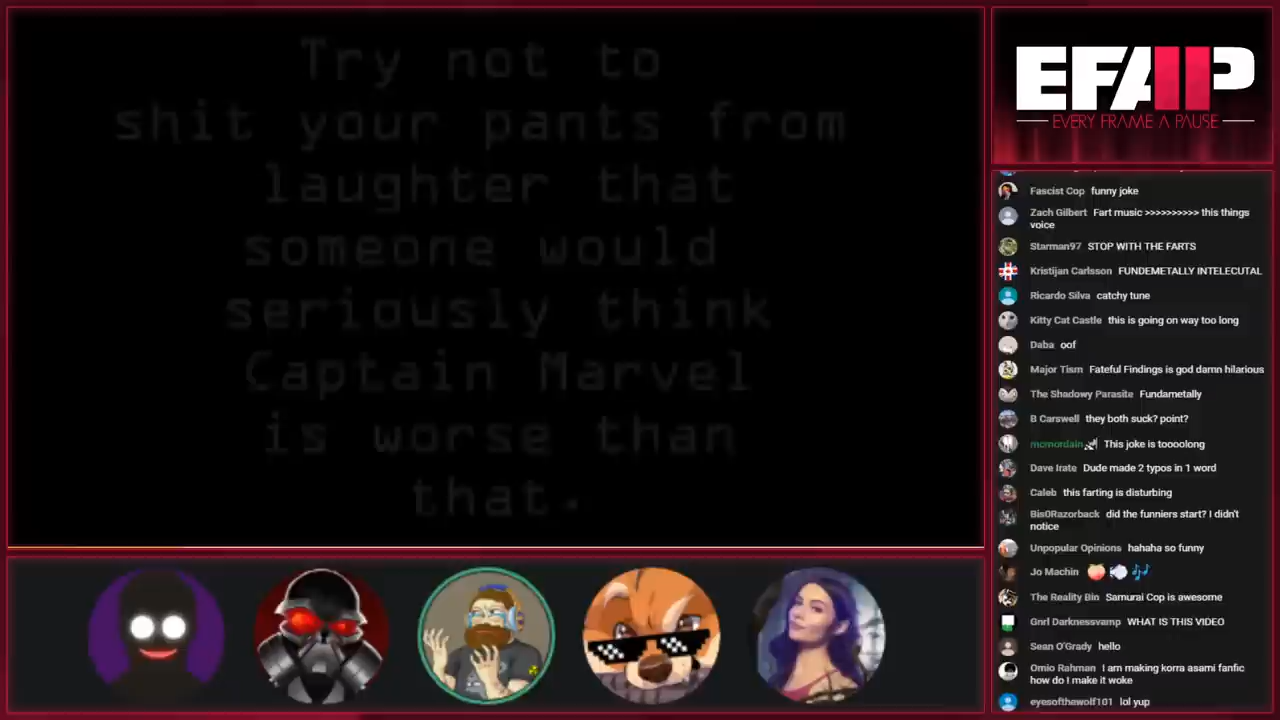 Try not to
shit your pants from
laughter that
someone would
seriously think
Captain Marvel
is worse than
that.
EFAP
EVERY FRAME A PAUSE
Fascist Cop funny joke
Zach Gilbert Fart music >>>>>>>>>> this things
voice
Starman97 STOP WITH THE FARTS
Kristijan Carlsson FUNDEMETALLY INTELECUTAL
Ricardo Silva catchy tune
Kitty Cat Castle this is going on way too long
Daba oof
Major Tism Fateful Findings is god damn hilarious
The Shadowy Parasite Fundametally
B Carswell they both suck? point?
mcmordain This joke is toooolong
Dave Irate Dude made 2 typos in 1 word
Caleb this farting is disturbing
Bis0Razorback did the funniers start? I didn't
notice
Unpopular Opinions hahaha so funny
Jo Machin 🍑💨🎶
The Reality Bin Samurai Cop is awesome
Gnrl Darknessvamp WHAT IS THIS VIDEO
Sean O'Grady hello
Omio Rahman I am making korra asami fanfic
how do I make it woke
eyesofthewolf101 lol yup